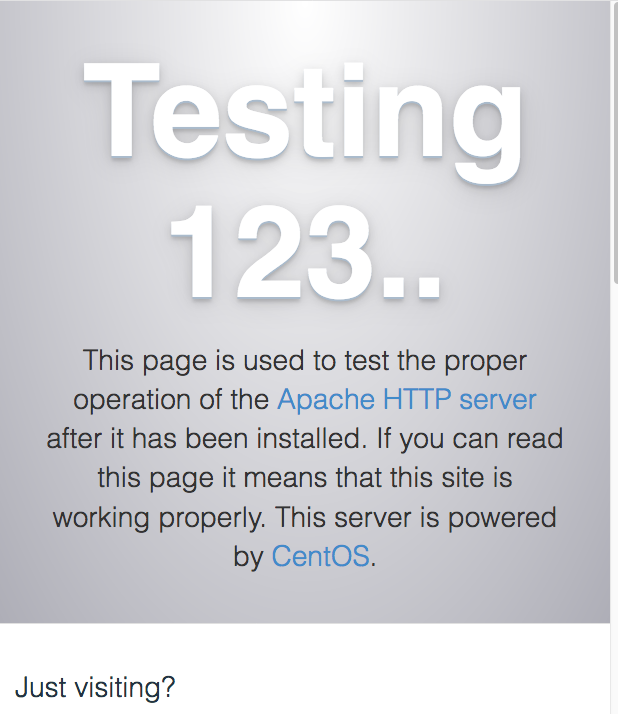 Testing
123..
This page is used to test the proper
operation of the Apache HTTP server
after it has been installed. If you can read
this page it means that this site is
working properly. This server is powered
by CentOS.
Just visiting?